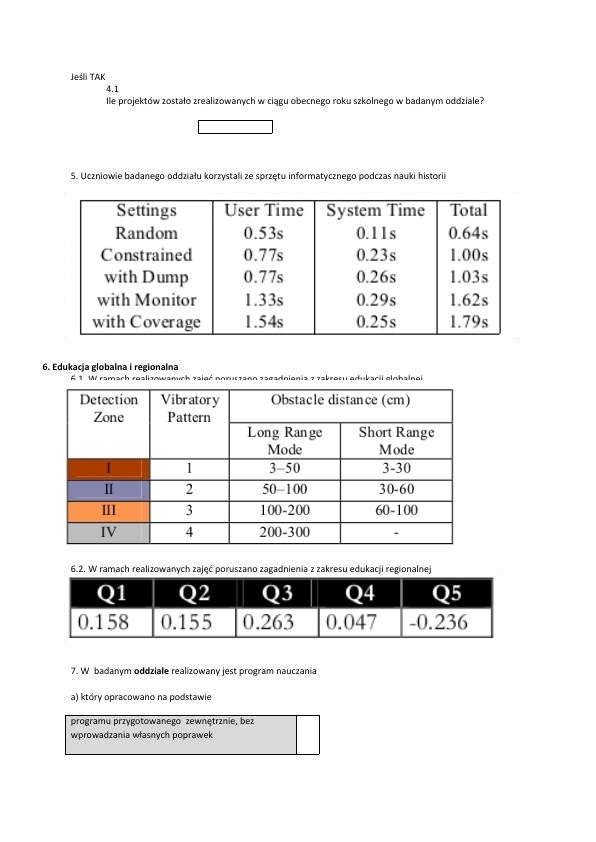 Jeśli TAK
4.1
Ile projektów zostało zrealizowanych w ciągu obecnego roku szkolnego w badanym oddziale?
5. Uczniowie badanego oddziału korzystali ze sprzętu informatycznego podczas nauki historii
Settings User Time System Time Total
Random 0.53s 0.11s 0.64s
Constrained 0.77s 0.23s 1.00s
with Dump 0.77s 0.26s 1.03s
with Monitor 1.33s 0.29s 1.62s
with Coverage 1.54s 0.25s 1.79s
6. Edukacja globalna i regionalna
6.1. W ramach realizowanych zajęć poruszano zagadnienia z zakresu edukacji globalnej
Detection Zone Vibratory Pattern Obstacle distance (cm)
Long Range Mode Short Range Mode
I 1 3–50 3-30
II 2 50–100 30-60
III 3 100-200 60-100
IV 4 200-300 -
6.2. W ramach realizowanych zajęć poruszano zagadnienia z zakresu edukacji regionalnej
Q1 Q2 Q3 Q4 Q5
0.158 0.155 0.263 0.047 -0.236
7. W badanym oddziale realizowany jest program nauczania
a) który opracowano na podstawie
programu przygotowanego zewnętrznie, bez
wprowadzania własnych poprawek